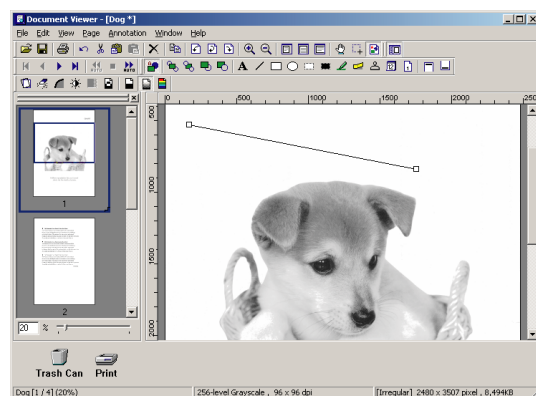 Document Viewer - [Dog *]
File Edit View Page Annotation Window Help
AUTO
A
0 500 1000 1500 2000 250
500
1000
1500
2000
1
2
20 %
Trash Can Print
Dog [1 / 4] (20%) 256-level Grayscale , 96 x 96 dpi [Irregular] 2480 x 3507 pixel , 8,494KB